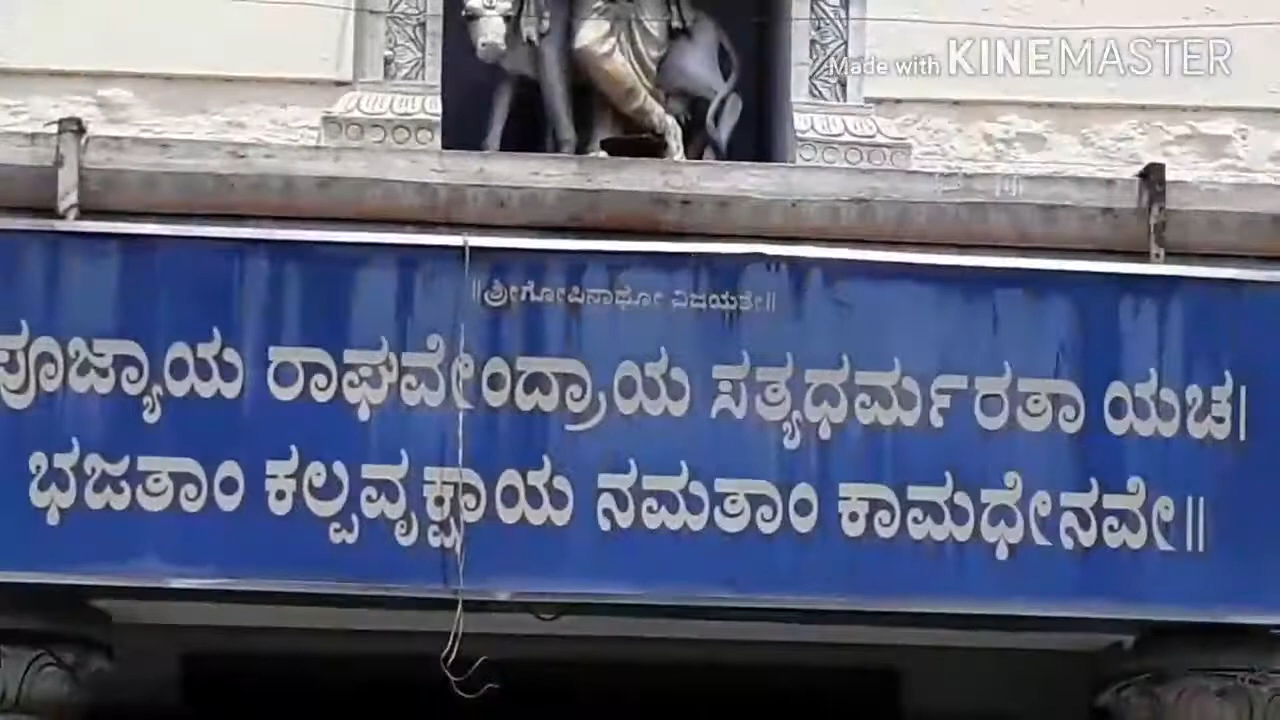 Made with KINEMASTER
||ಶ್ರೀಗೋಪಿನಾಥೋ ವಿಜಯತೇ||
ಪೂಜ್ಯಾಯ ರಾಘವೇಂದ್ರಾಯ ಸತ್ಯಧರ್ಮರತಾ ಯಚ|
ಭಜತಾಂ ಕಲ್ಪವೃಕ್ಷಾಯ ನಮತಾಂ ಕಾಮಧೇನವೇ||